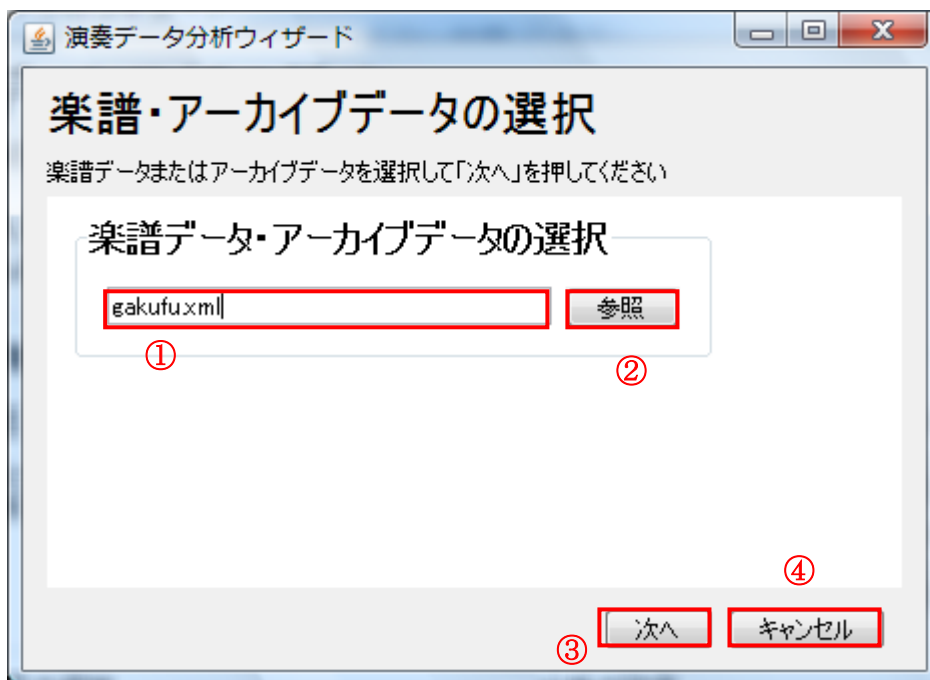 演奏データ分析ウィザード
楽譜・アーカイブデータの選択
楽譜データまたはアーカイブデータを選択して「次へ」を押してください
楽譜データ・アーカイブデータの選択
gakufu.xml 参照
① ②
④
次へ キャンセル
③